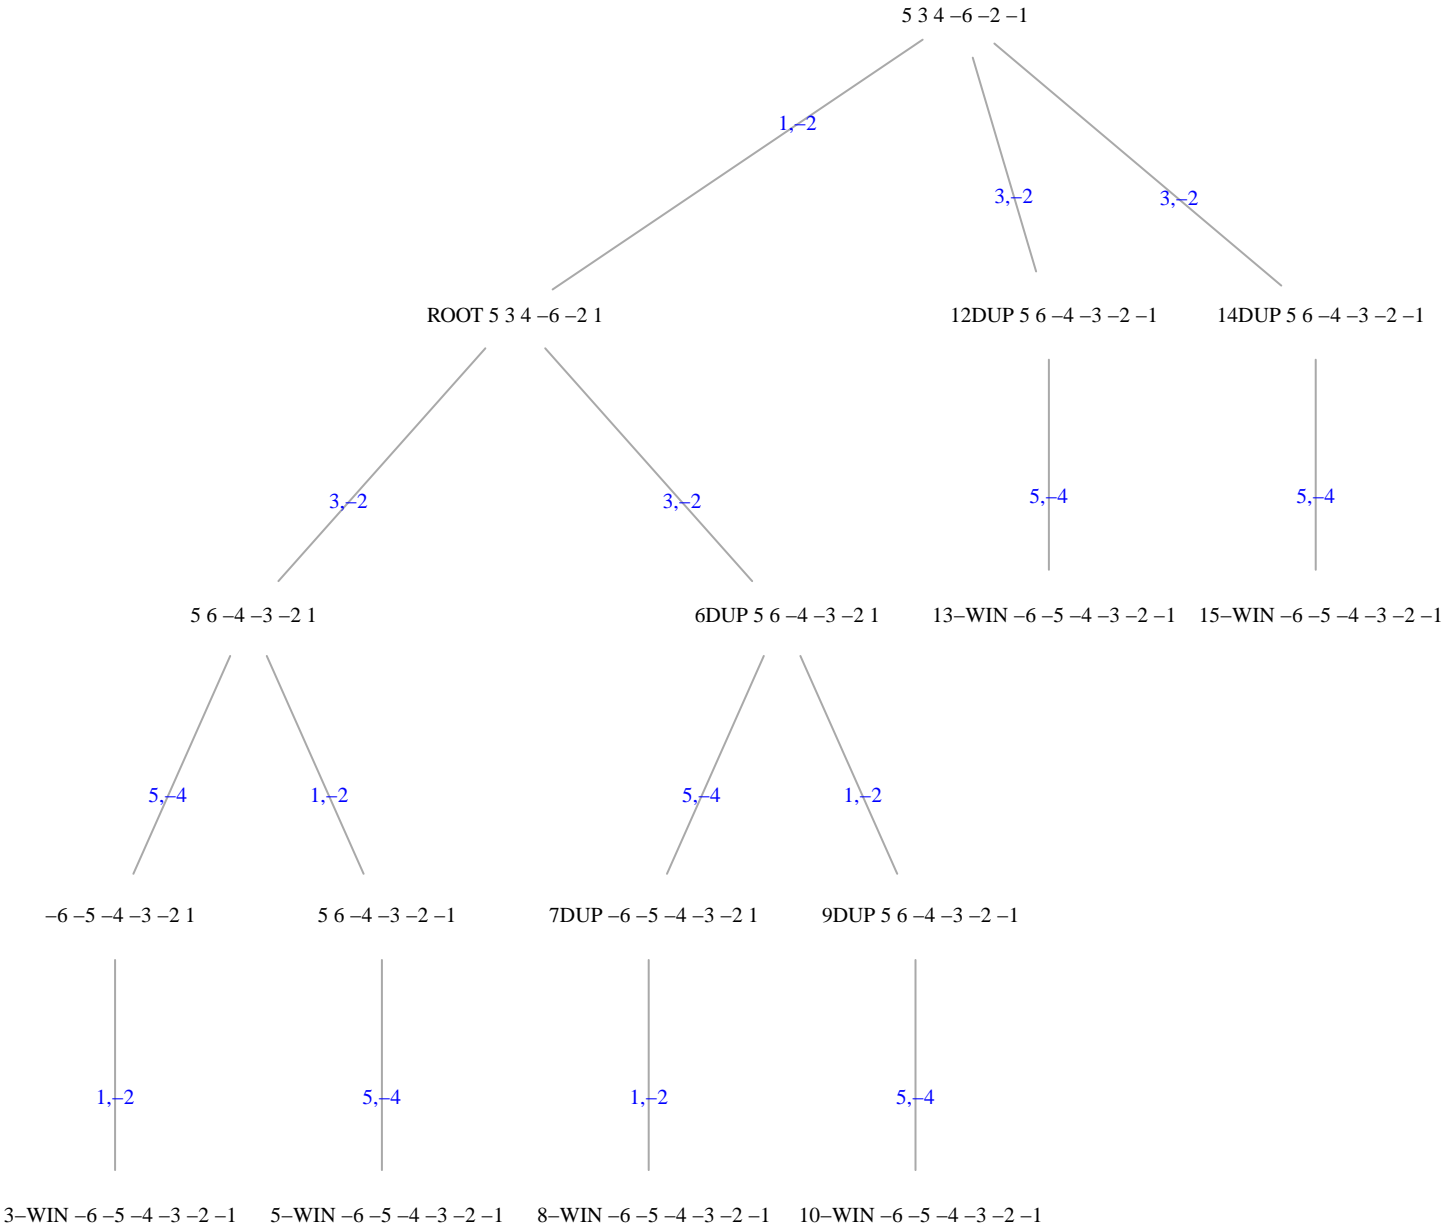 5 3 4 –6 –2 –1
1,–2
3,–2
3,–2
ROOT 5 3 4 –6 –2 1
12DUP 5 6 –4 –3 –2 –1
14DUP 5 6 –4 –3 –2 –1
3,–2
3,–2
5,–4
5,–4
5 6 –4 –3 –2 1
6DUP 5 6 –4 –3 –2 1
13–WIN –6 –5 –4 –3 –2 –1
15–WIN –6 –5 –4 –3 –2 –1
5,–4
1,–2
5,–4
1,–2
–6 –5 –4 –3 –2 1
5 6 –4 –3 –2 –1
7DUP –6 –5 –4 –3 –2 1
9DUP 5 6 –4 –3 –2 –1
1,–2
5,–4
1,–2
5,–4
3–WIN –6 –5 –4 –3 –2 –1
5–WIN –6 –5 –4 –3 –2 –1
8–WIN –6 –5 –4 –3 –2 –1
10–WIN –6 –5 –4 –3 –2 –1